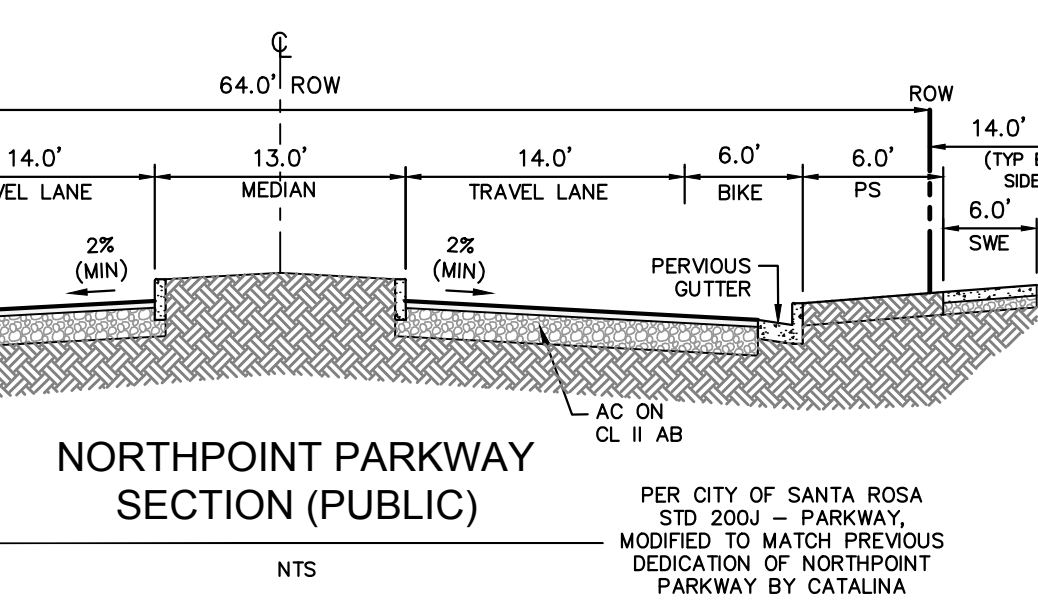 ℄
64.0' ROW
ROW
14.0'
13.0'
14.0'
6.0'
6.0'
14.0'
(TYP
SIDE
VEL LANE
MEDIAN
TRAVEL LANE
BIKE
PS
6.0'
SWE
2%
(MIN)
2%
(MIN)
PERVIOUS
GUTTER
AC ON
CL II AB
NORTHPOINT PARKWAY
SECTION (PUBLIC)
NTS
PER CITY OF SANTA ROSA
STD 200J – PARKWAY,
MODIFIED TO MATCH PREVIOUS
DEDICATION OF NORTHPOINT
PARKWAY BY CATALINA